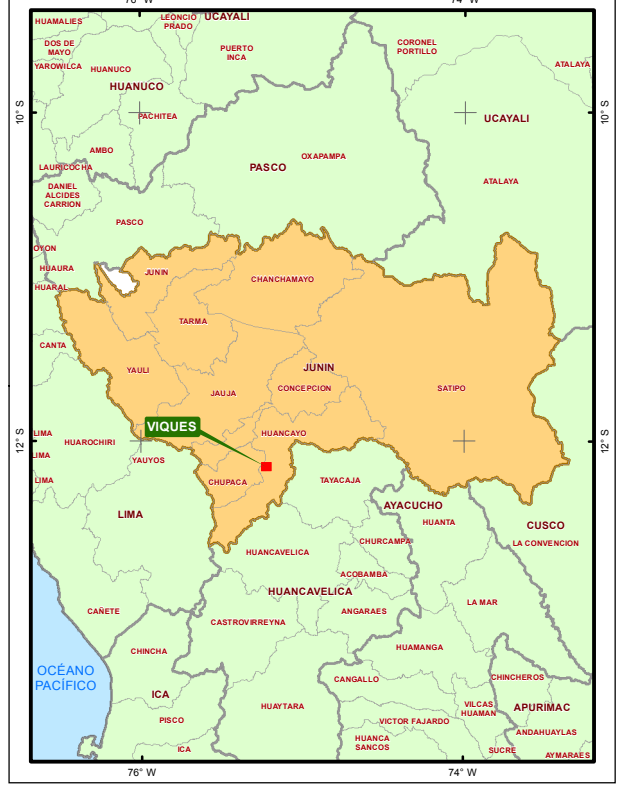 76° W
74° W
HUAMALIES
LEONCIO
PRADO
UCAYALI
DOS DE
MAYO
PUERTO
INCA
CORONEL
PORTILLO
YAROWILCA
HUANUCO
ATALAYA
HUANUCO
10° S
PACHITEA
UCAYALI
10° S
AMBO
OXAPAMPA
LAURICOCHA
PASCO
ATALAYA
DANIEL
ALCIDES
CARRION
PASCO
OYON
HUAURA
JUNIN
CHANCHAMAYO
HUARAL
TARMA
CANTA
YAULI
JUNIN
JAUJA
CONCEPCION
SATIPO
VIQUES
LIMA
HUAROCHIRI
HUANCAYO
12° S
12° S
LIMA
YAUYOS
LIMA
CHUPACA
TAYACAJA
LIMA
AYACUCHO
HUANTA
CUSCO
CHURCAMPA
LA CONVENCION
HUANCAVELICA
ACOBAMBA
HUANCAVELICA
LA MAR
CAÑETE
ANGARAES
CASTROVIRREYNA
HUAMANGA
CHINCHA
OCÉANO
PACÍFICO
CANGALLO
CHINCHEROS
ICA
HUAYTARA
VILCAS
HUAMAN
APURIMAC
PISCO
VICTOR FAJARDO
ANDAHUAYLAS
HUANCA
SANCOS
ICA
SUCRE
AYMARAES
76° W
74° W